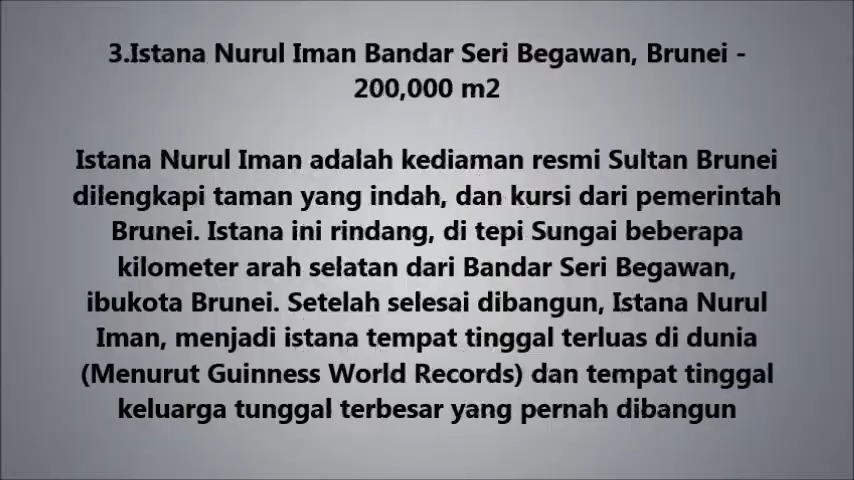 3.Istana Nurul Iman Bandar Seri Begawan, Brunei -
200,000 m2
Istana Nurul Iman adalah kediaman resmi Sultan Brunei
dilengkapi taman yang indah, dan kursi dari pemerintah
Brunei. Istana ini rindang, di tepi Sungai beberapa
kilometer arah selatan dari Bandar Seri Begawan,
ibukota Brunei. Setelah selesai dibangun, Istana Nurul
Iman, menjadi istana tempat tinggal terluas di dunia
(Menurut Guinness World Records) dan tempat tinggal
keluarga tunggal terbesar yang pernah dibangun